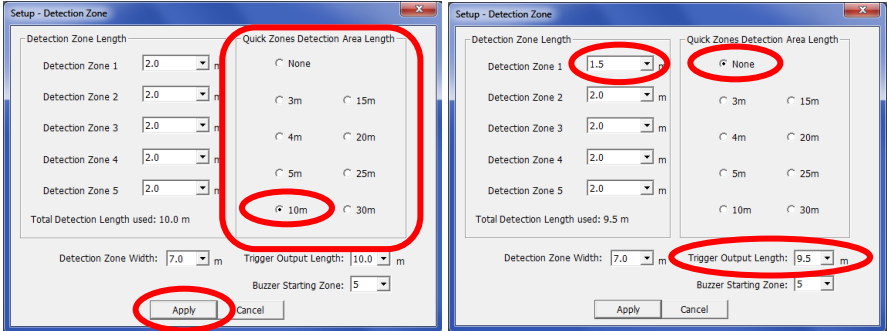 Setup - Detection Zone
Detection Zone Length
Detection Zone 1 2.0 m
Detection Zone 2 2.0 m
Detection Zone 3 2.0 m
Detection Zone 4 2.0 m
Detection Zone 5 2.0 m
Total Detection Length used: 10.0 m
Quick Zones Detection Area Length
None
3m 15m
4m 20m
5m 25m
10m 30m
Detection Zone Width: 7.0 m Trigger Output Length: 10.0 m
Buzzer Starting Zone: 5
Apply Cancel
Setup - Detection Zone
Detection Zone Length
Detection Zone 1 1.5 m
Detection Zone 2 2.0 m
Detection Zone 3 2.0 m
Detection Zone 4 2.0 m
Detection Zone 5 2.0 m
Total Detection Length used: 9.5 m
Quick Zones Detection Area Length
None
3m 15m
4m 20m
5m 25m
10m 30m
Detection Zone Width: 7.0 m Trigger Output Length: 9.5 m
Buzzer Starting Zone: 5
Apply Cancel